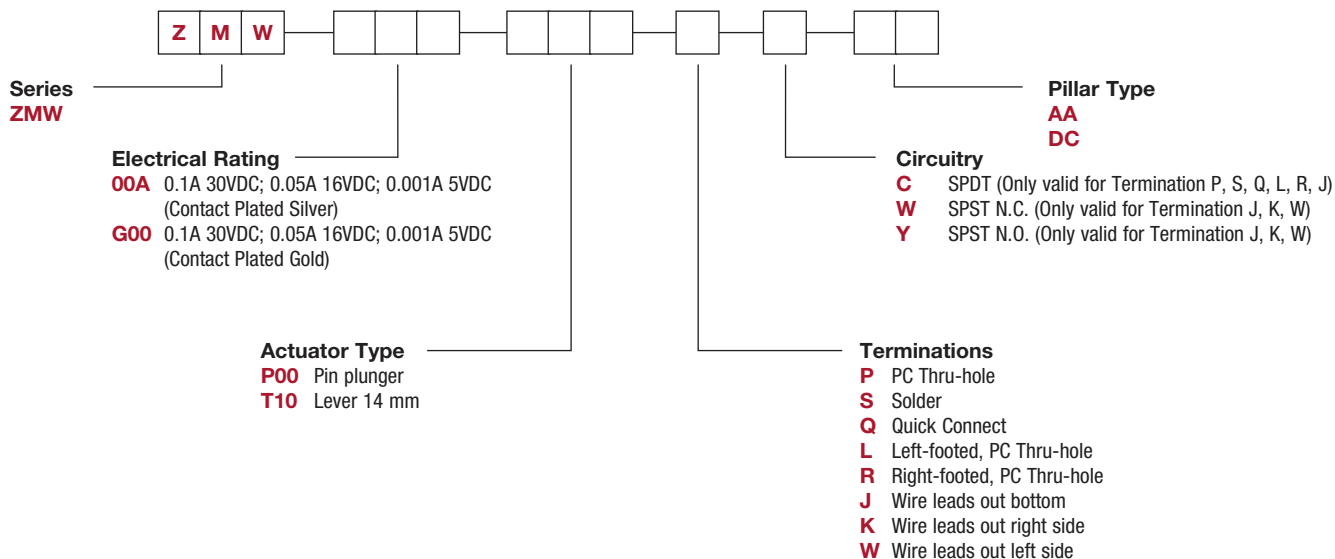 Z M W
Series
ZMW
Pillar Type
AA
DC
Electrical Rating
00A 0.1A 30VDC; 0.05A 16VDC; 0.001A 5VDC
(Contact Plated Silver)
G00 0.1A 30VDC; 0.05A 16VDC; 0.001A 5VDC
(Contact Plated Gold)
Circuitry
C SPDT (Only valid for Termination P, S, Q, L, R, J)
W SPST N.C. (Only valid for Termination J, K, W)
Y SPST N.O. (Only valid for Termination J, K, W)
Actuator Type
P00 Pin plunger
T10 Lever 14 mm
Terminations
P PC Thru-hole
S Solder
Q Quick Connect
L Left-footed, PC Thru-hole
R Right-footed, PC Thru-hole
J Wire leads out bottom
K Wire leads out right side
W Wire leads out left side